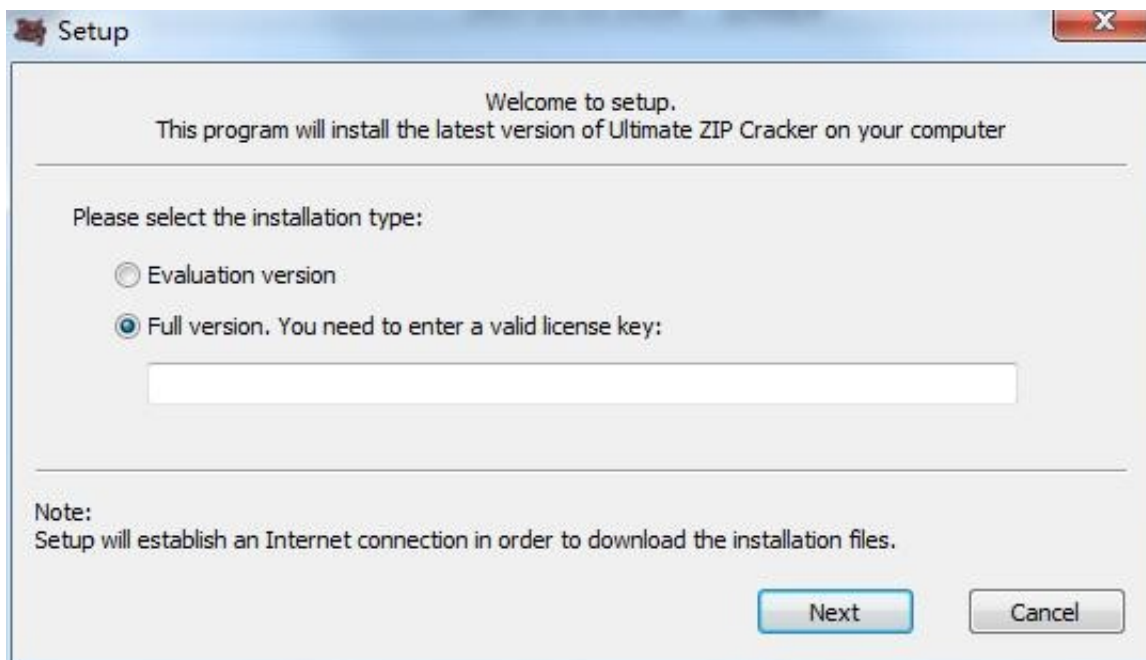 Setup
Welcome to setup.
This program will install the latest version of Ultimate ZIP Cracker on your computer
Please select the installation type:
Evaluation version
Full version. You need to enter a valid license key:
Note:
Setup will establish an Internet connection in order to download the installation files.
Next
Cancel